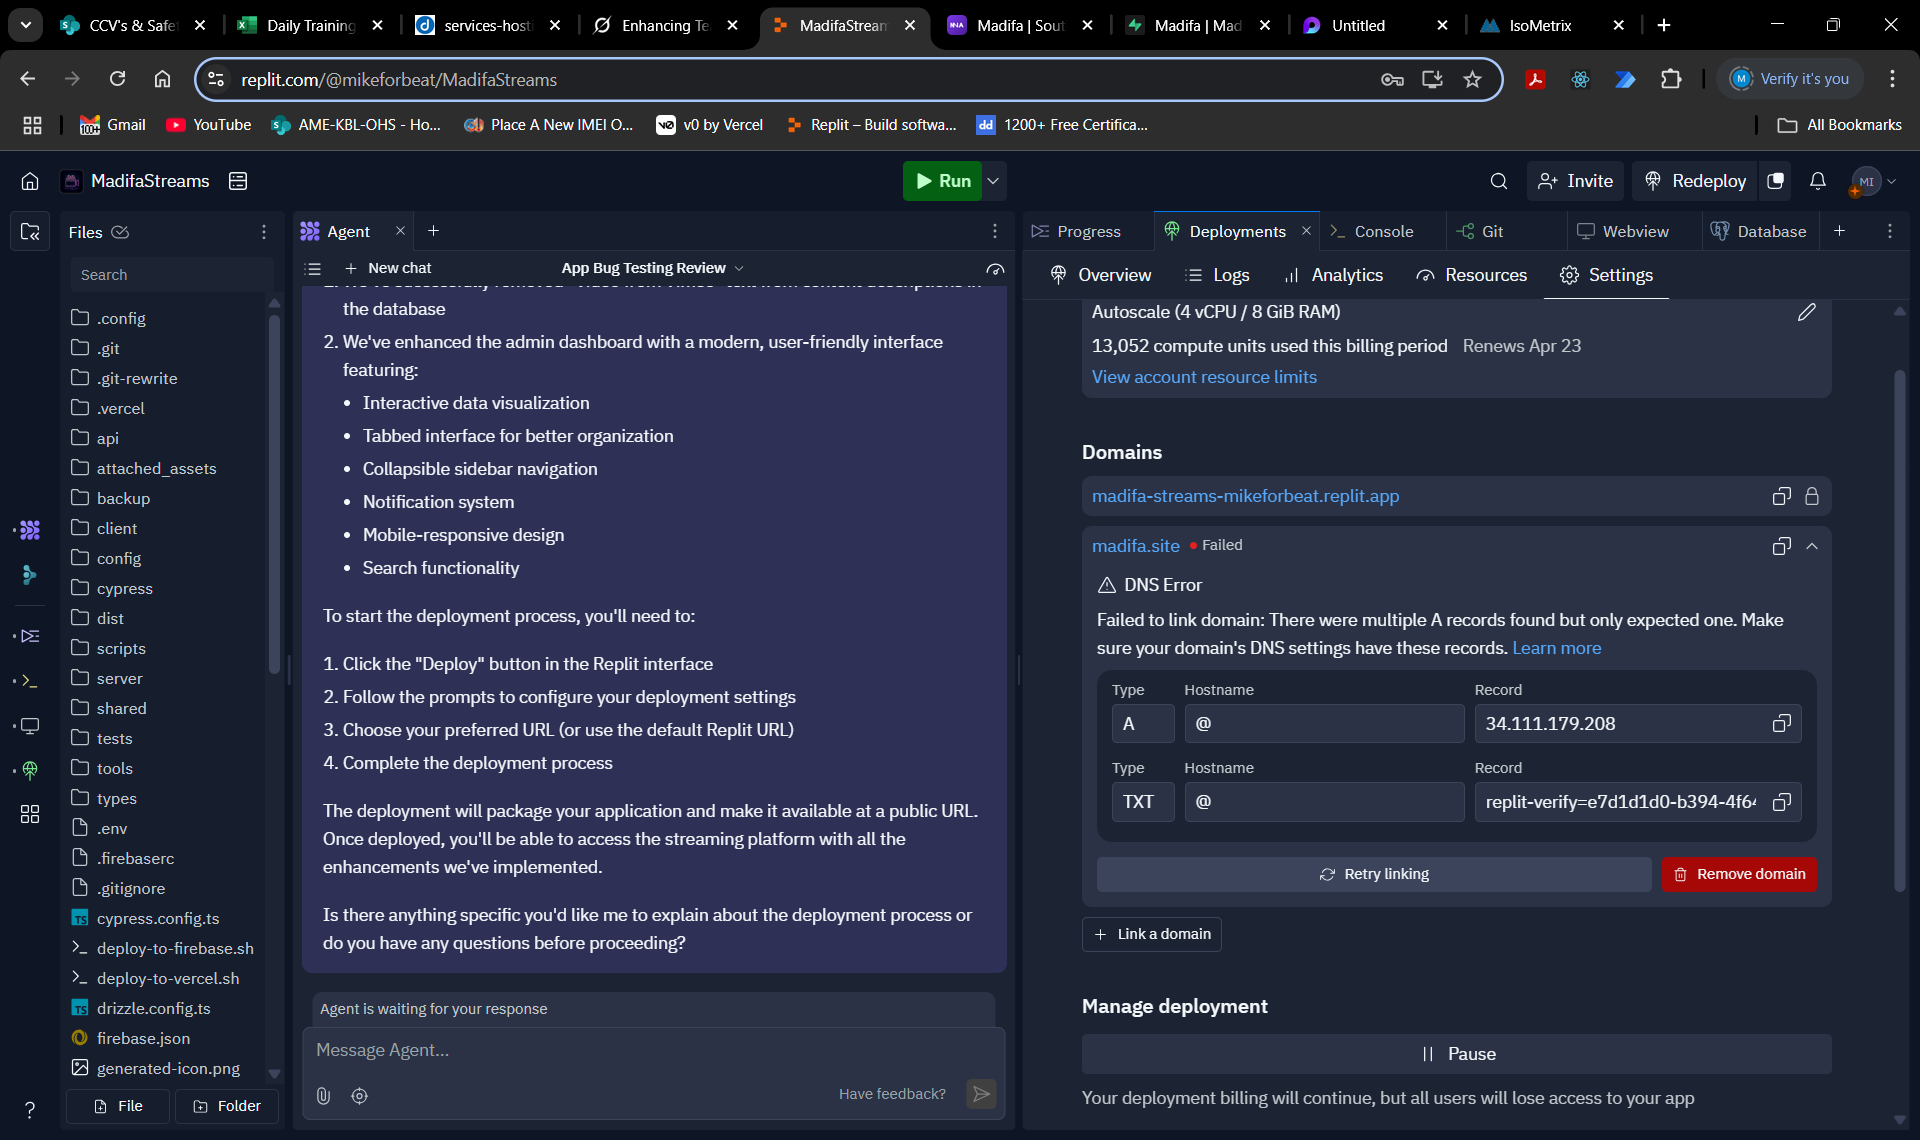 CCV's & Safe
Daily Training
services-host
Enhancing Te
MadifaStream
Madifa | Sout
Madifa | Mad
Untitled
IsoMetrix
replit.com/@mikeforbeat/MadifaStreams
Verify it's you
Gmail
YouTube
AME-KBL-OHS - Ho...
Place A New IMEI O...
v0 by Vercel
Replit – Build softwa...
1200+ Free Certifica...
All Bookmarks
MadifaStreams
Run
Invite
Redeploy
MI
Files
Search
.config
.git
.git-rewrite
.vercel
api
attached_assets
backup
client
config
cypress
dist
scripts
server
shared
tests
tools
types
.env
.firebaserc
.gitignore
cypress.config.ts
deploy-to-firebase.sh
deploy-to-vercel.sh
drizzle.config.ts
firebase.json
generated-icon.png
File
Folder
Agent
New chat
App Bug Testing Review
the database
2. We've enhanced the admin dashboard with a modern, user-friendly interface
featuring:
• Interactive data visualization
• Tabbed interface for better organization
• Collapsible sidebar navigation
• Notification system
• Mobile-responsive design
• Search functionality
To start the deployment process, you'll need to:
1. Click the "Deploy" button in the Replit interface
2. Follow the prompts to configure your deployment settings
3. Choose your preferred URL (or use the default Replit URL)
4. Complete the deployment process
The deployment will package your application and make it available at a public URL.
Once deployed, you'll be able to access the streaming platform with all the
enhancements we've implemented.
Is there anything specific you'd like me to explain about the deployment process or
do you have any questions before proceeding?
Agent is waiting for your response
Message Agent...
Have feedback?
Progress
Deployments
Console
Git
Webview
Database
Overview
Logs
Analytics
Resources
Settings
Autoscale (4 vCPU / 8 GiB RAM)
13,052 compute units used this billing period Renews Apr 23
View account resource limits
Domains
madifa-streams-mikeforbeat.replit.app
madifa.site • Failed
DNS Error
Failed to link domain: There were multiple A records found but only expected one. Make
sure your domain's DNS settings have these records. Learn more
Type Hostname Record
A @ 34.111.179.208
Type Hostname Record
TXT @ replit-verify=e7d1d1d0-b394-4f64
Retry linking
Remove domain
+ Link a domain
Manage deployment
Pause
Your deployment billing will continue, but all users will lose access to your app